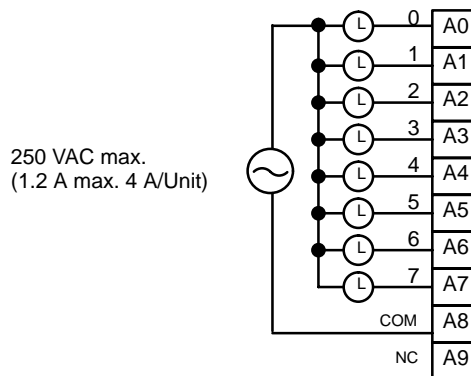 L 0 A0
L 1 A1
L 2 A2
L 3 A3
250 VAC max.
(1.2 A max. 4 A/Unit)
L 4 A4
L 5 A5
L 6 A6
L 7 A7
COM A8
NC A9